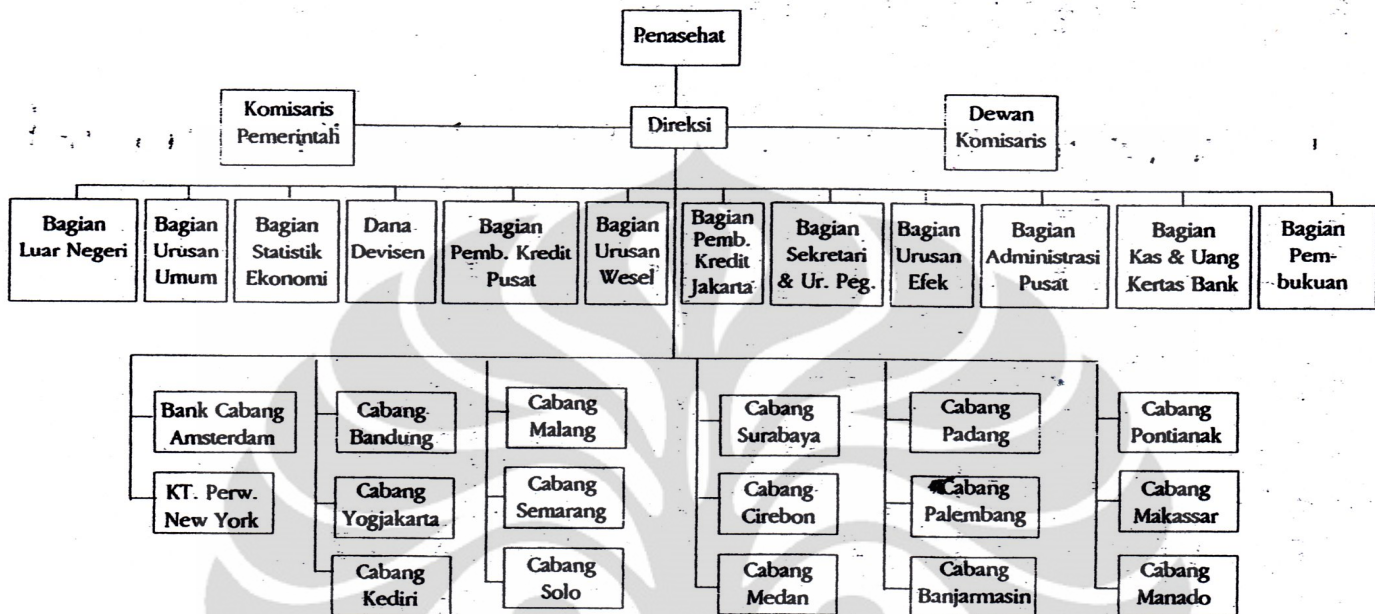 Penasehat
Komisaris
Pemerintah
Direksi
Dewan
Komisaris
Bagian
Luar Negeri
Bagian
Urusan
Umum
Bagian
Statistik
Ekonomi
Dana
Devisen
Bagian
Pemb. Kredit
Pusat
Bagian
Urusan
Wesel
Bagian
Pemb.
Kredit
Jakarta
Bagian
Sekretari
& Ur. Peg.
Bagian
Urusan
Efek
Bagian
Administrasi
Pusat
Bagian
Kas & Uang
Kertas Bank
Bagian
Pem-
bukuan
Bank Cabang
Amsterdam
KT. Perw.
New York
Cabang
Bandung
Cabang
Yogjakarta
Cabang
Kediri
Cabang
Malang
Cabang
Semarang
Cabang
Solo
Cabang
Surabaya
Cabang
Cirebon
Cabang
Medan
Cabang
Padang
Cabang
Palembang
Cabang
Banjarmasin
Cabang
Pontianak
Cabang
Makassar
Cabang
Manado